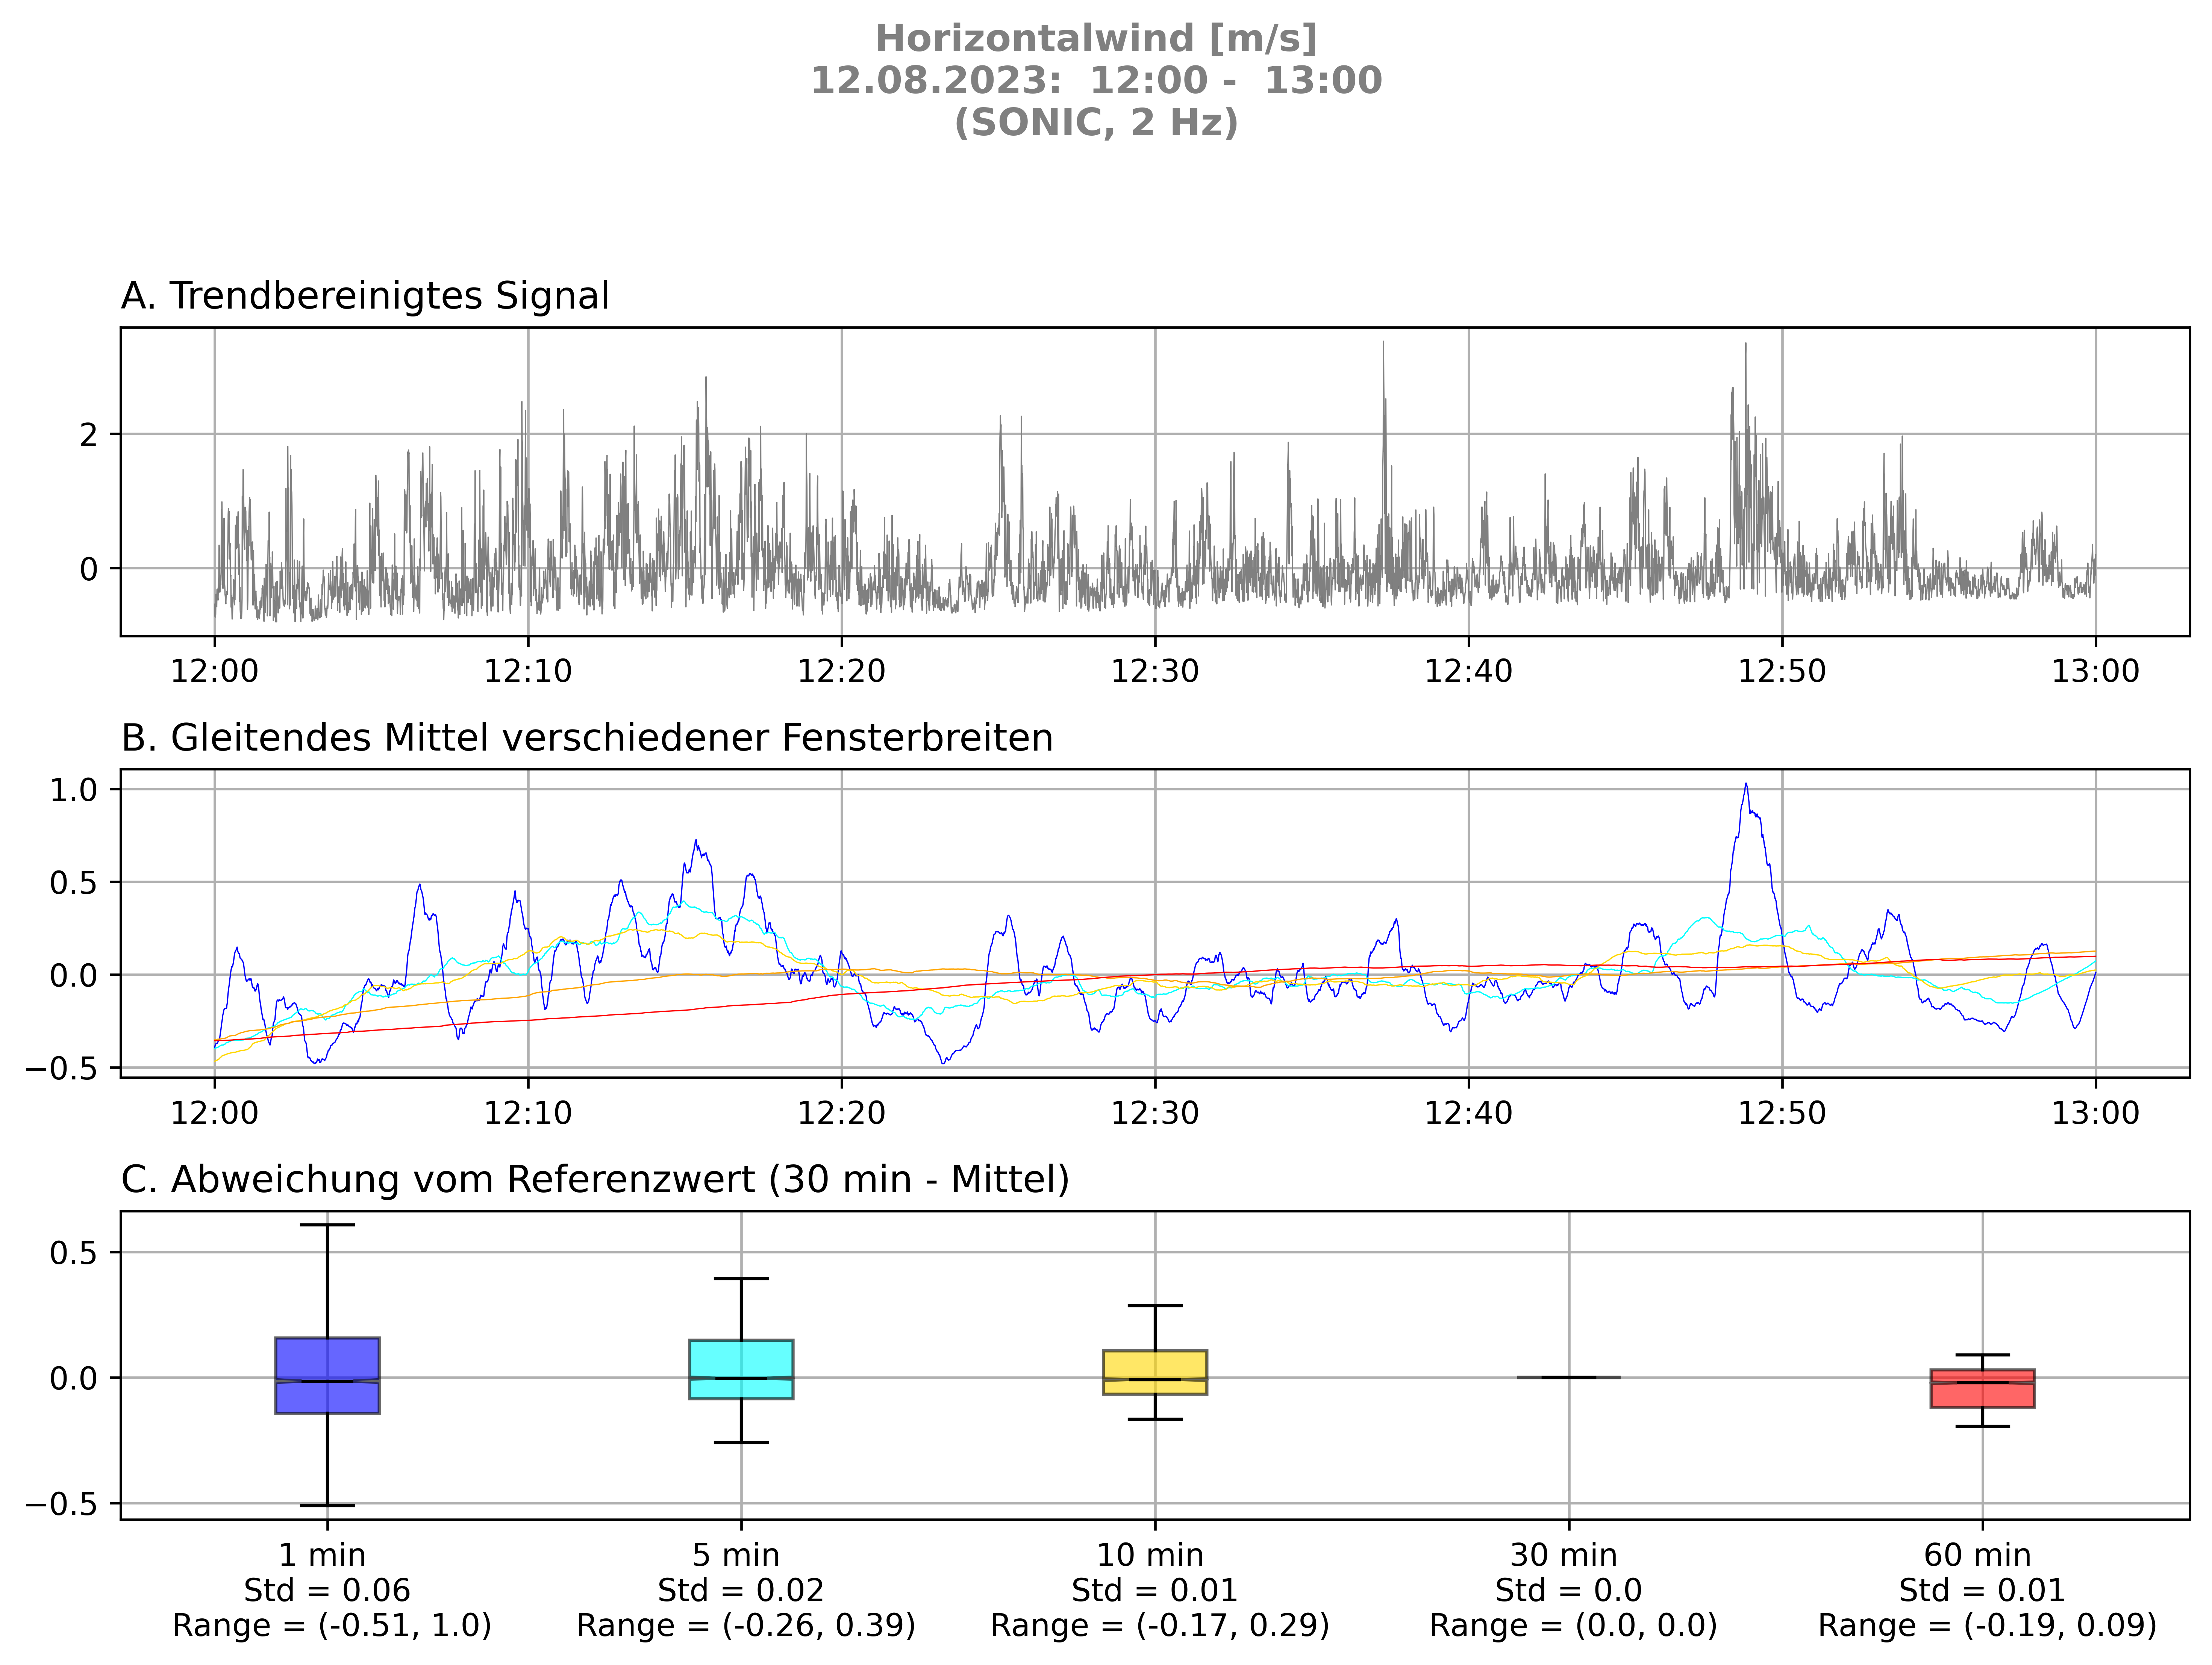 Horizontalwind [m/s]
12.08.2023:  12:00 -  13:00
(SONIC, 2 Hz)
A. Trendbereinigtes Signal
2
0
12:00 12:10 12:20 12:30 12:40 12:50 13:00
B. Gleitendes Mittel verschiedener Fensterbreiten
1.0
0.5
0.0
−0.5
12:00 12:10 12:20 12:30 12:40 12:50 13:00
C. Abweichung vom Referenzwert (30 min - Mittel)
0.5
0.0
−0.5
1 min 5 min 10 min 30 min 60 min
Std = 0.06 Std = 0.02 Std = 0.01 Std = 0.0 Std = 0.01
Range = (-0.51, 1.0) Range = (-0.26, 0.39) Range = (-0.17, 0.29) Range = (0.0, 0.0) Range = (-0.19, 0.09)